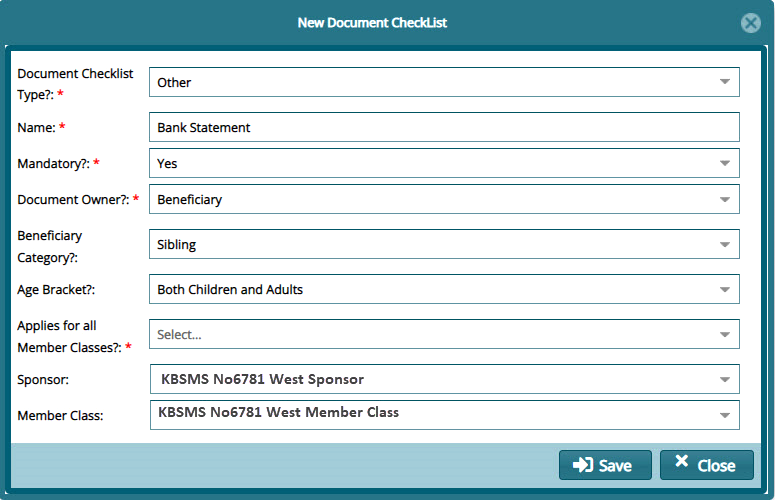 New Document CheckList
Document Checklist
Type?: *
Other
Name: *
Bank Statement
Mandatory?: *
Yes
Document Owner?: *
Beneficiary
Beneficiary
Category?:
Sibling
Age Bracket?:
Both Children and Adults
Applies for all
Member Classes?: *
Select...
Sponsor:
KBSMS No6781 West Sponsor
Member Class:
KBSMS No6781 West Member Class
Save
Close